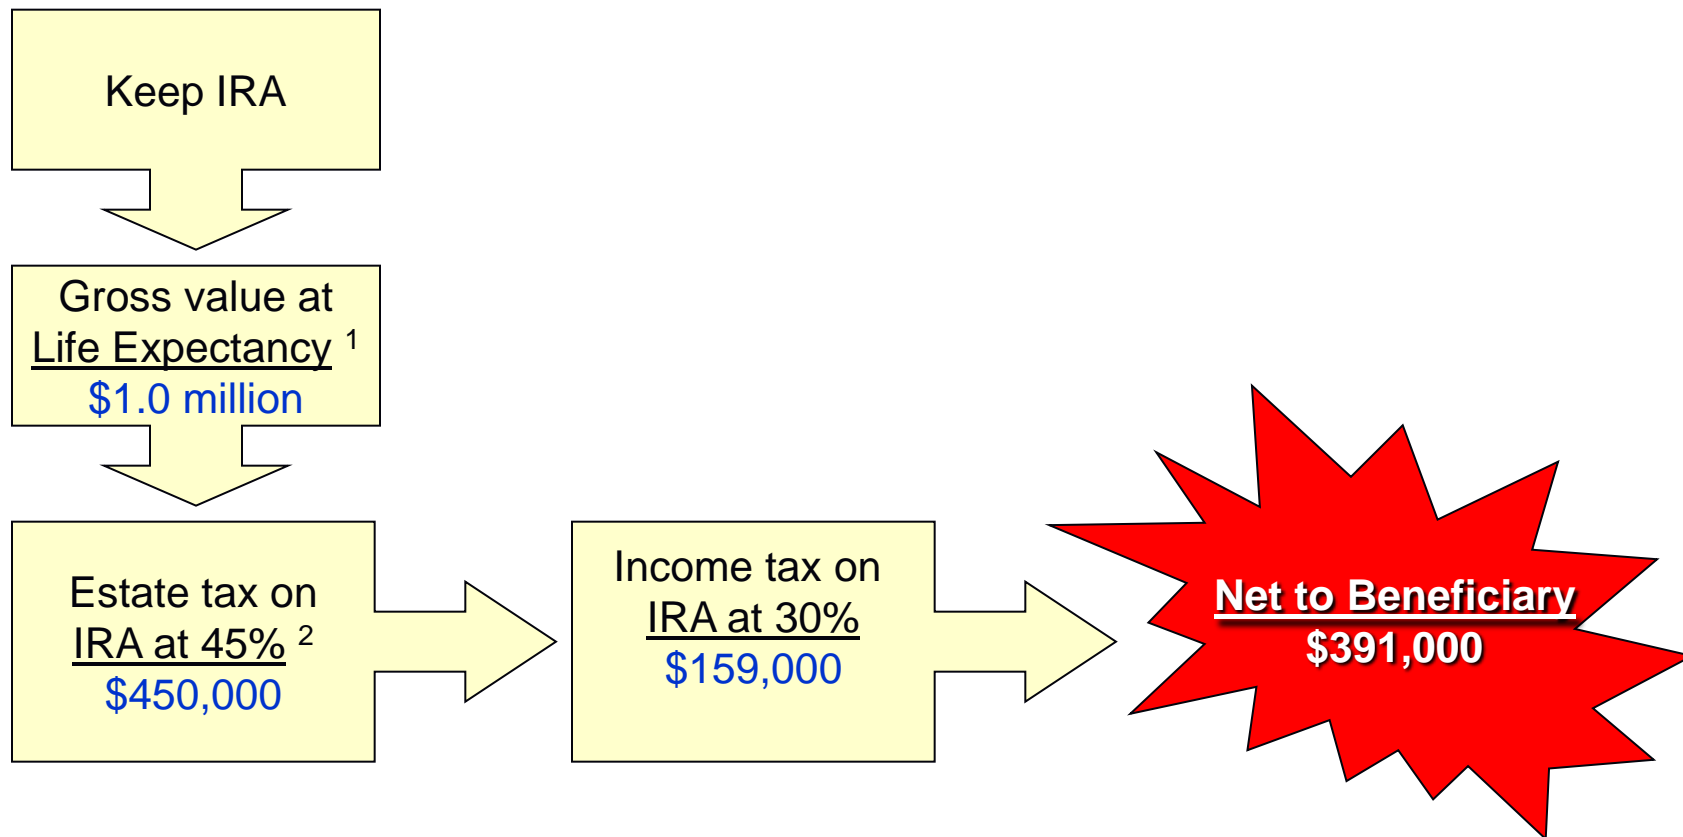 Keep IRA
Gross value at
Life Expectancy 1
$1.0 million
Estate tax on
IRA at 45% 2
$450,000
Income tax on
IRA at 30%
$159,000
Net to Beneficiary
$391,000